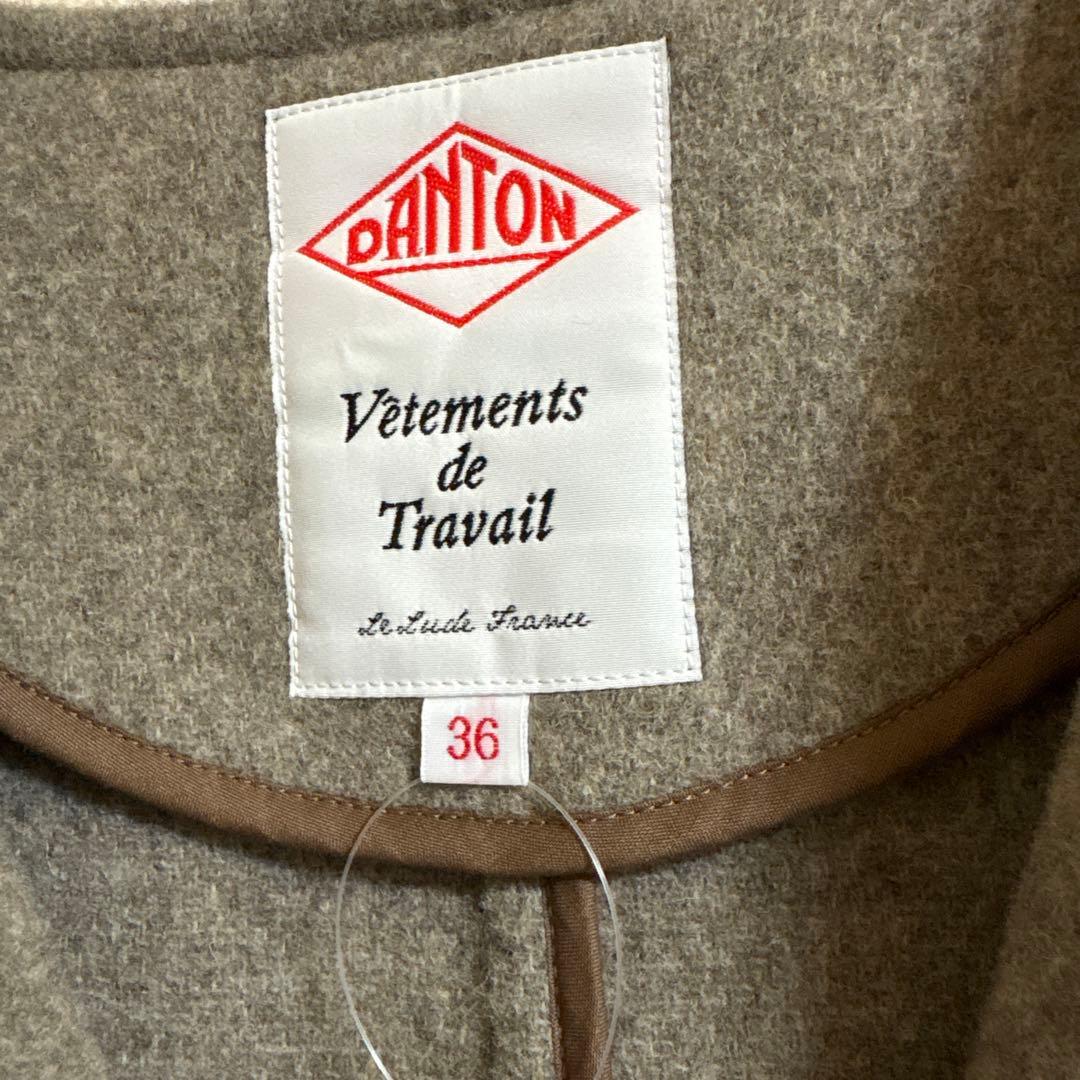 DANTON
Vêtements
de
Travail
Le Lude France
36